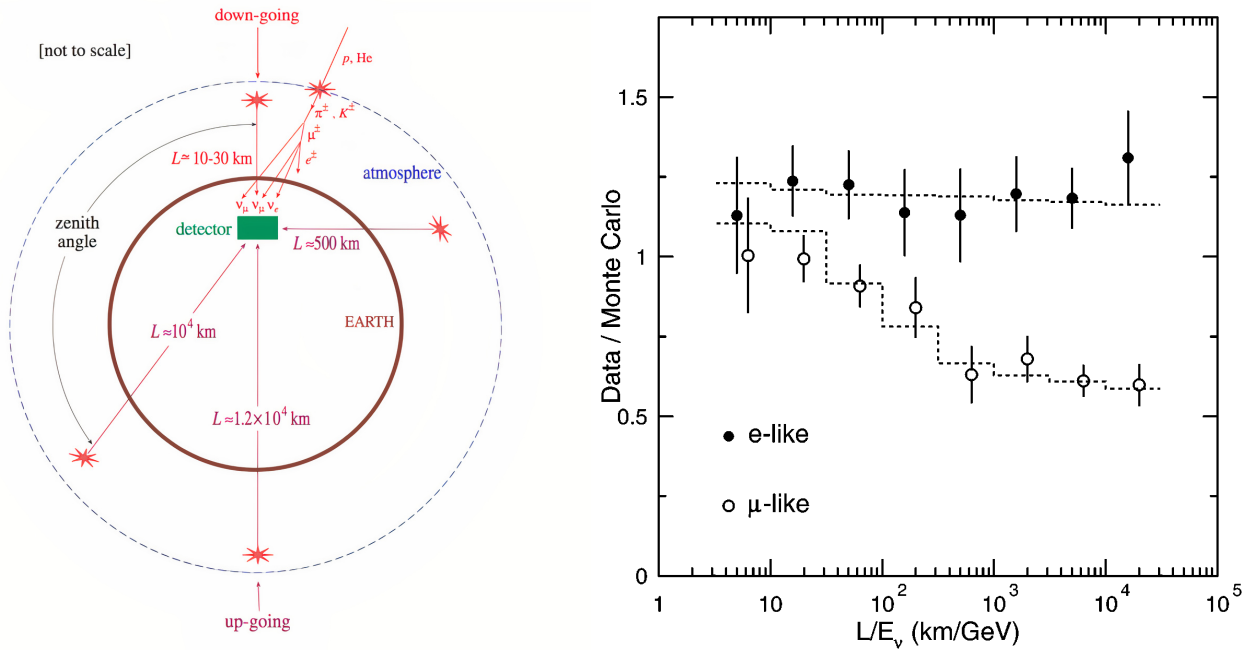 down-going
[not to scale]
p, He
π±, K±
μ±
e±
L ≃ 10-30 km
atmosphere
νμ νμ νe
zenith
angle
detector
L ≈500 km
EARTH
L ≈10⁴ km
L ≈1.2×10⁴ km
up-going
Data / Monte Carlo
1.5
1
0.5
0
e-like
μ-like
1 10 10² 10³ 10⁴ 10⁵
L/Eν (km/GeV)